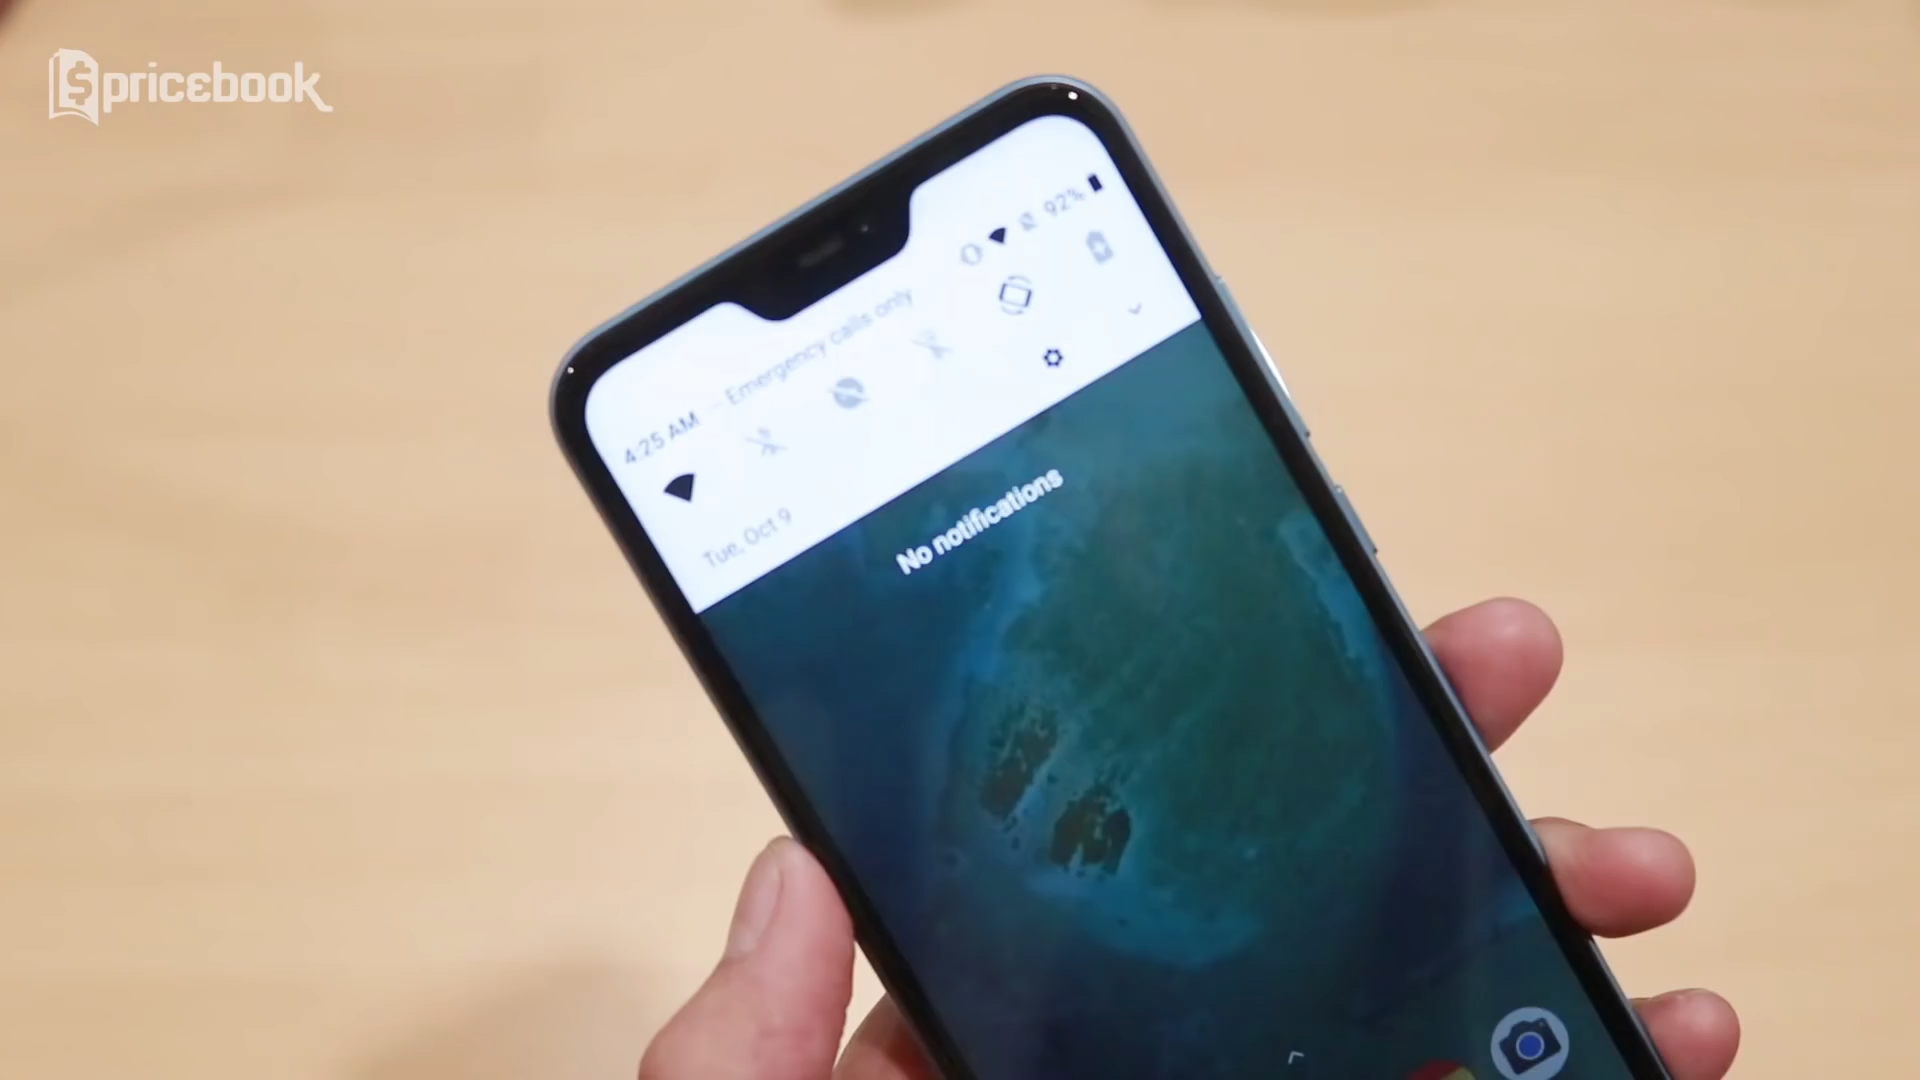 pricebook
92%
4:25 AM – Emergency calls only
Tue, Oct 9
No notifications